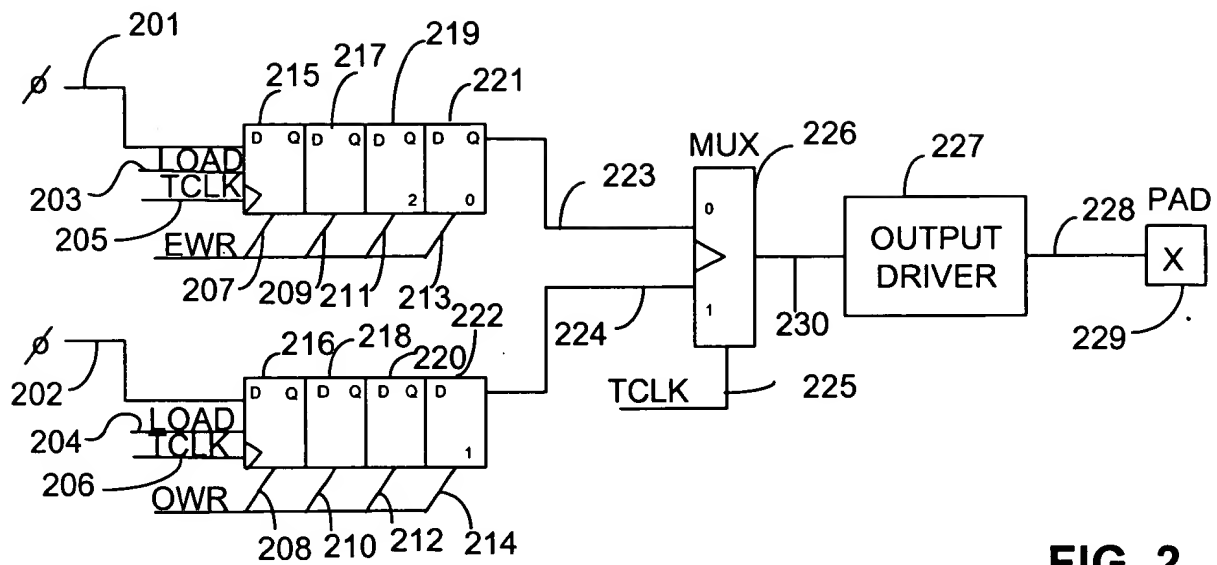 201
215
217
219
221
D Q D Q D Q D Q
LOAD
203
TCLK
205
2 0
EWR
207 209 211 213
223
MUX
226
0
1
227
OUTPUT
DRIVER
228
PAD
X
229
230
224
TCLK
225
202
216 218 220 222
D Q D Q D Q D
LOAD
204
TCLK
206
1
OWR
208 210 212 214
FIG. 2